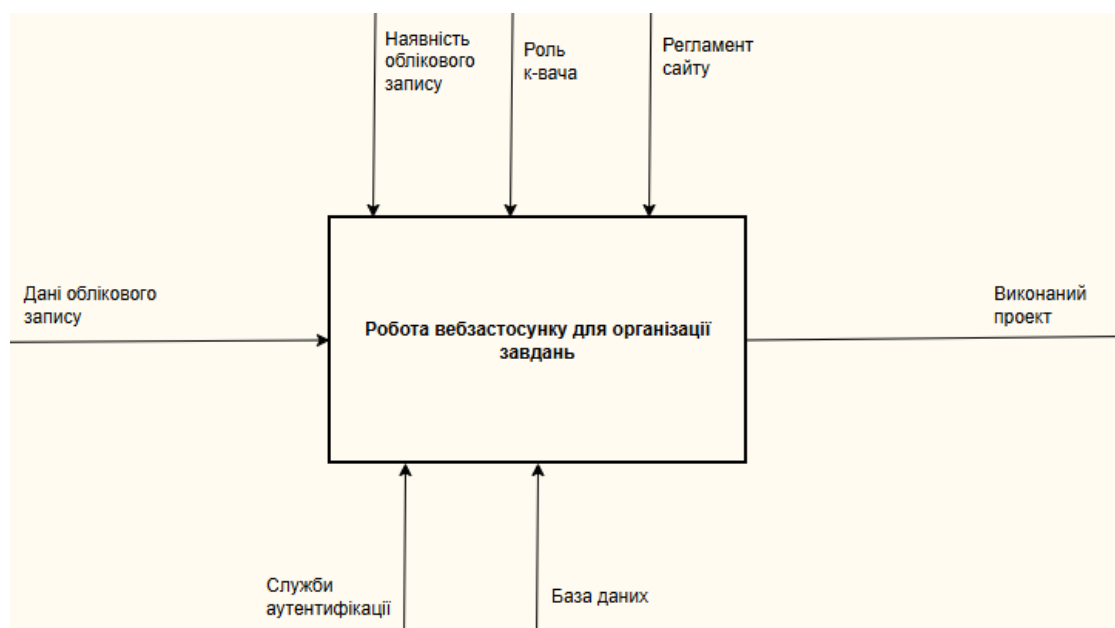 Наявність
облікового
запису
Роль
к-вача
Регламент
сайту
Дані облікового
запису
Робота вебзастосунку для організації
завдань
Виконаний
проект
Служби
аутентифікації
База даних